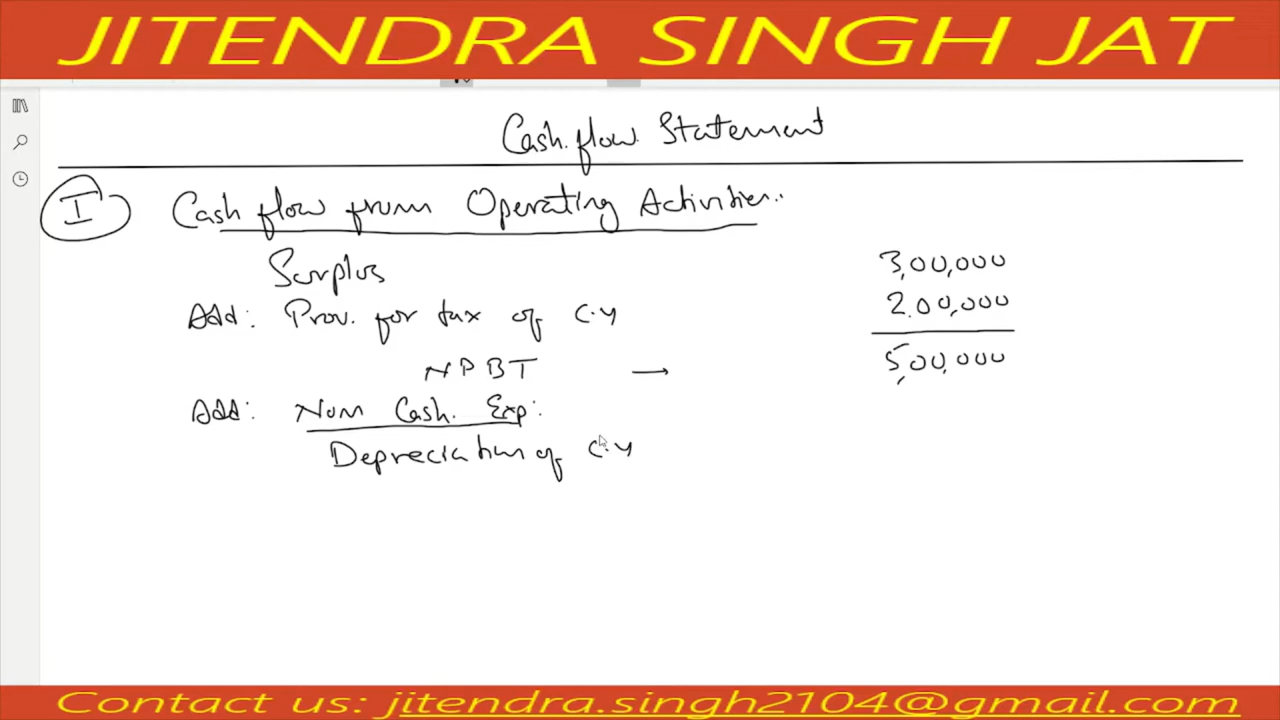 JITENDRA SINGH JAT
Cash flow Statement
I Cash flow from Operating Activities.
Surplus 3,00,000
Add: Prov. for tax of C.Y 2,00,000
NPBT → 5,00,000
Add: Non Cash. Exp:
Depreciation of C.Y
Contact us: jitendra.singh2104@gmail.com